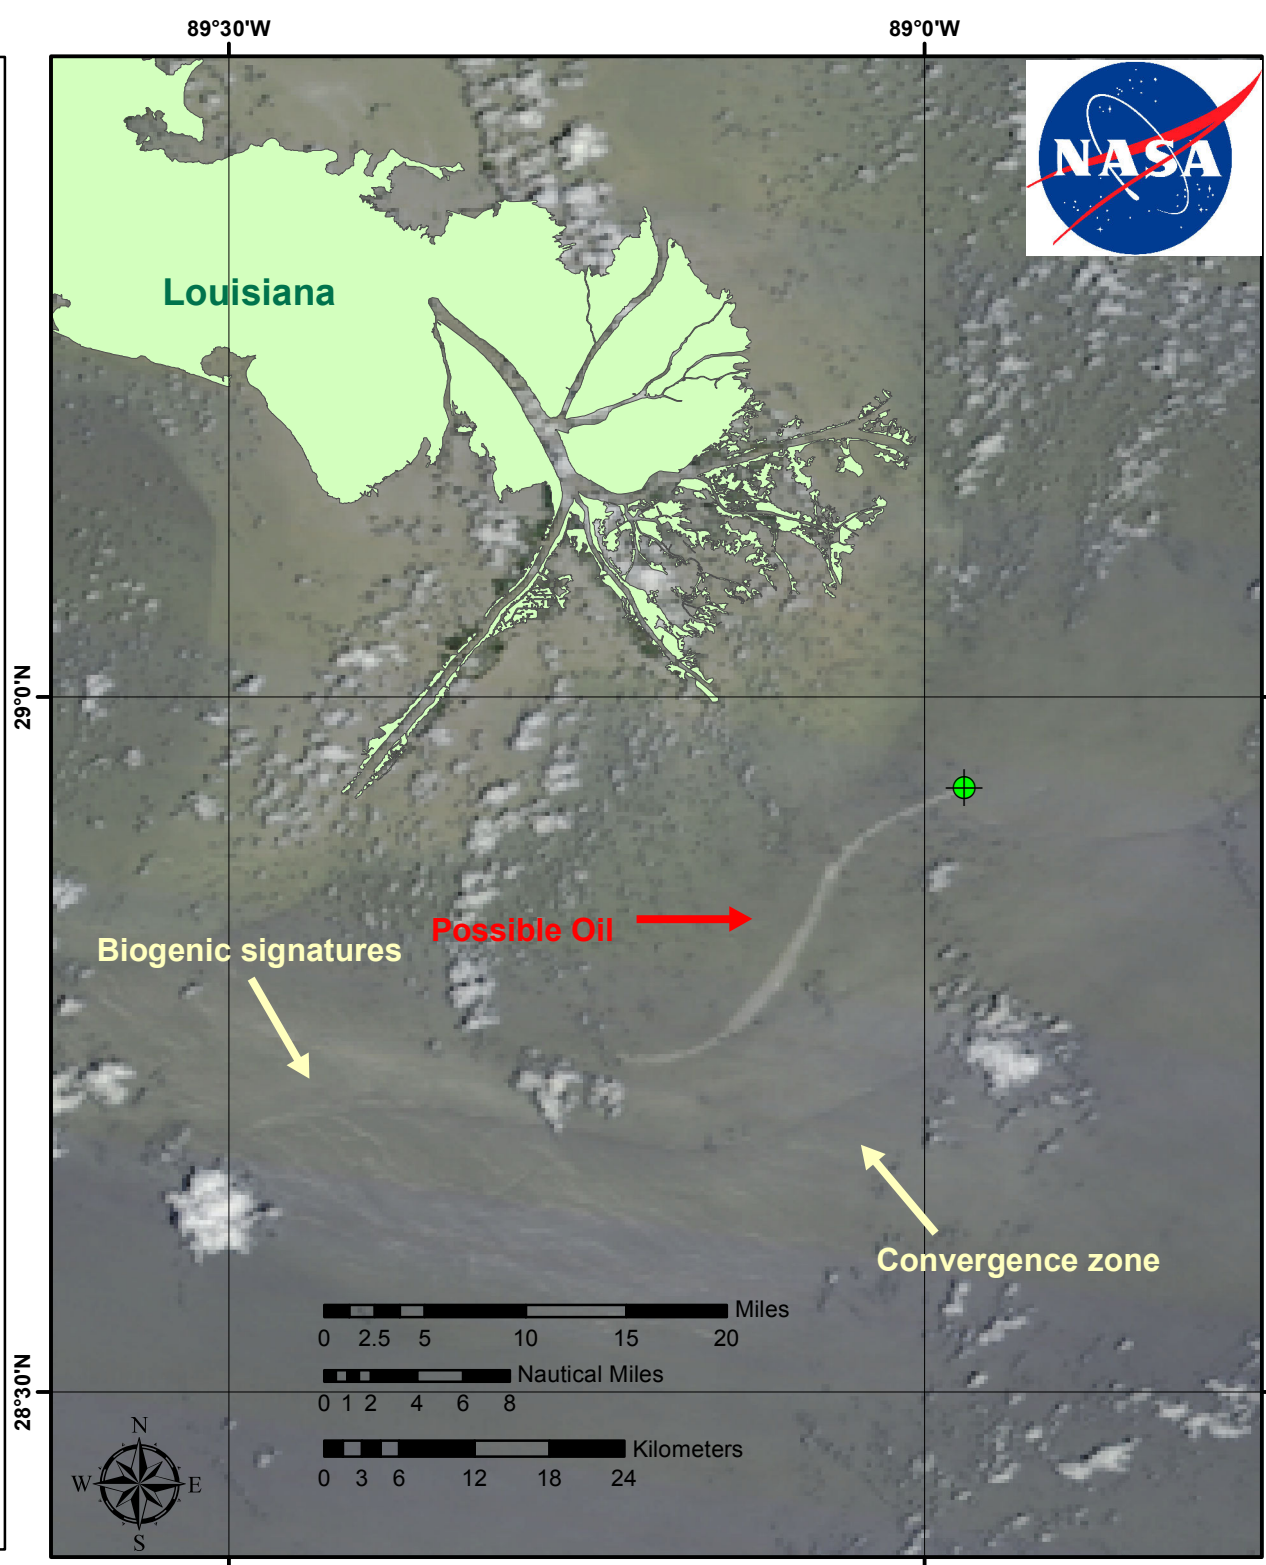 89°30'W
89°0'W
NASA
Louisiana
29°0'N
Possible Oil
Biogenic signatures
Convergence zone
Miles
0 2.5 5 10 15 20
Nautical Miles
0 1 2 4 6 8
28°30'N
Kilometers
0 3 6 12 18 24
N
W E
S